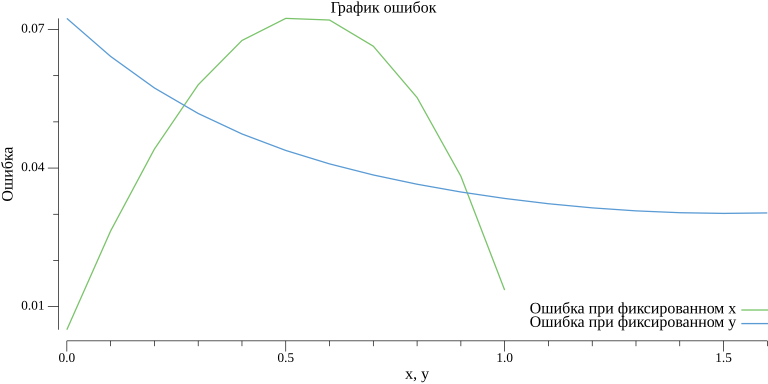 График ошибок
Ошибка
0.07
0.04
0.01
Ошибка при фиксированном x
Ошибка при фиксированном y
0.0 0.5 1.0 1.5
x, y